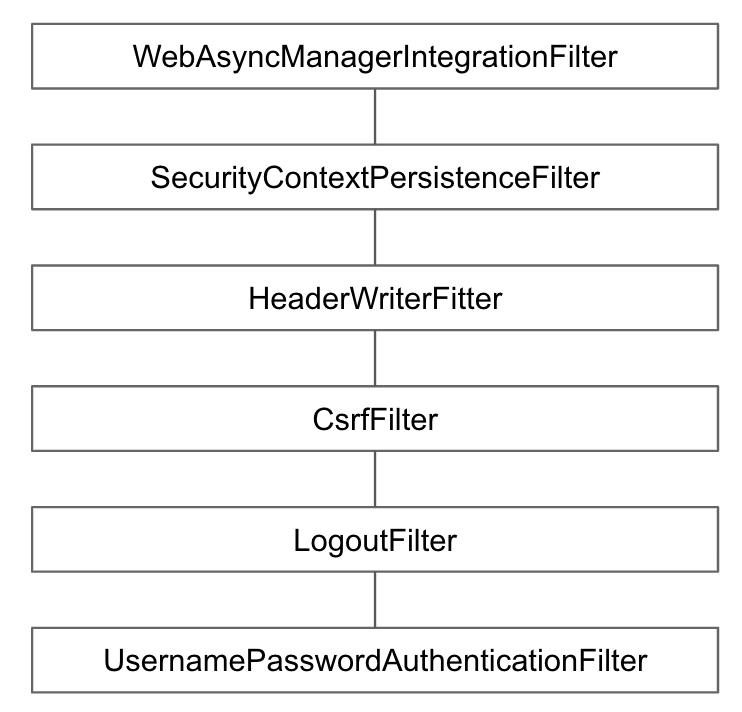 WebAsyncManagerIntegrationFilter
SecurityContextPersistenceFilter
HeaderWriterFitter
CsrfFilter
LogoutFilter
UsernamePasswordAuthenticationFilter